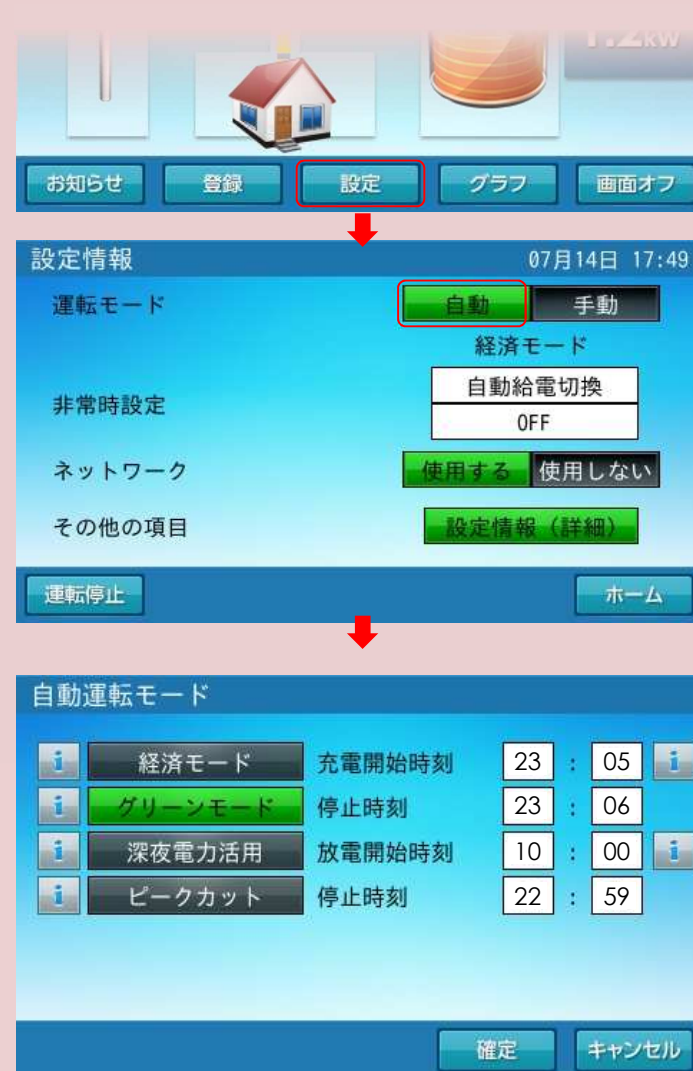 1.2kW
お知らせ 登録 設定 グラフ 画面オフ
設定情報 07月14日 17:49
運転モード 自動 手動
経済モード
非常時設定 自動給電切換
OFF
ネットワーク 使用する 使用しない
その他の項目 設定情報（詳細）
運転停止 ホーム
自動運転モード
i 経済モード 充電開始時刻 23 : 05 i
i グリーンモード 停止時刻 23 : 06
i 深夜電力活用 放電開始時刻 10 : 00 i
i ピークカット 停止時刻 22 : 59
確定 キャンセル